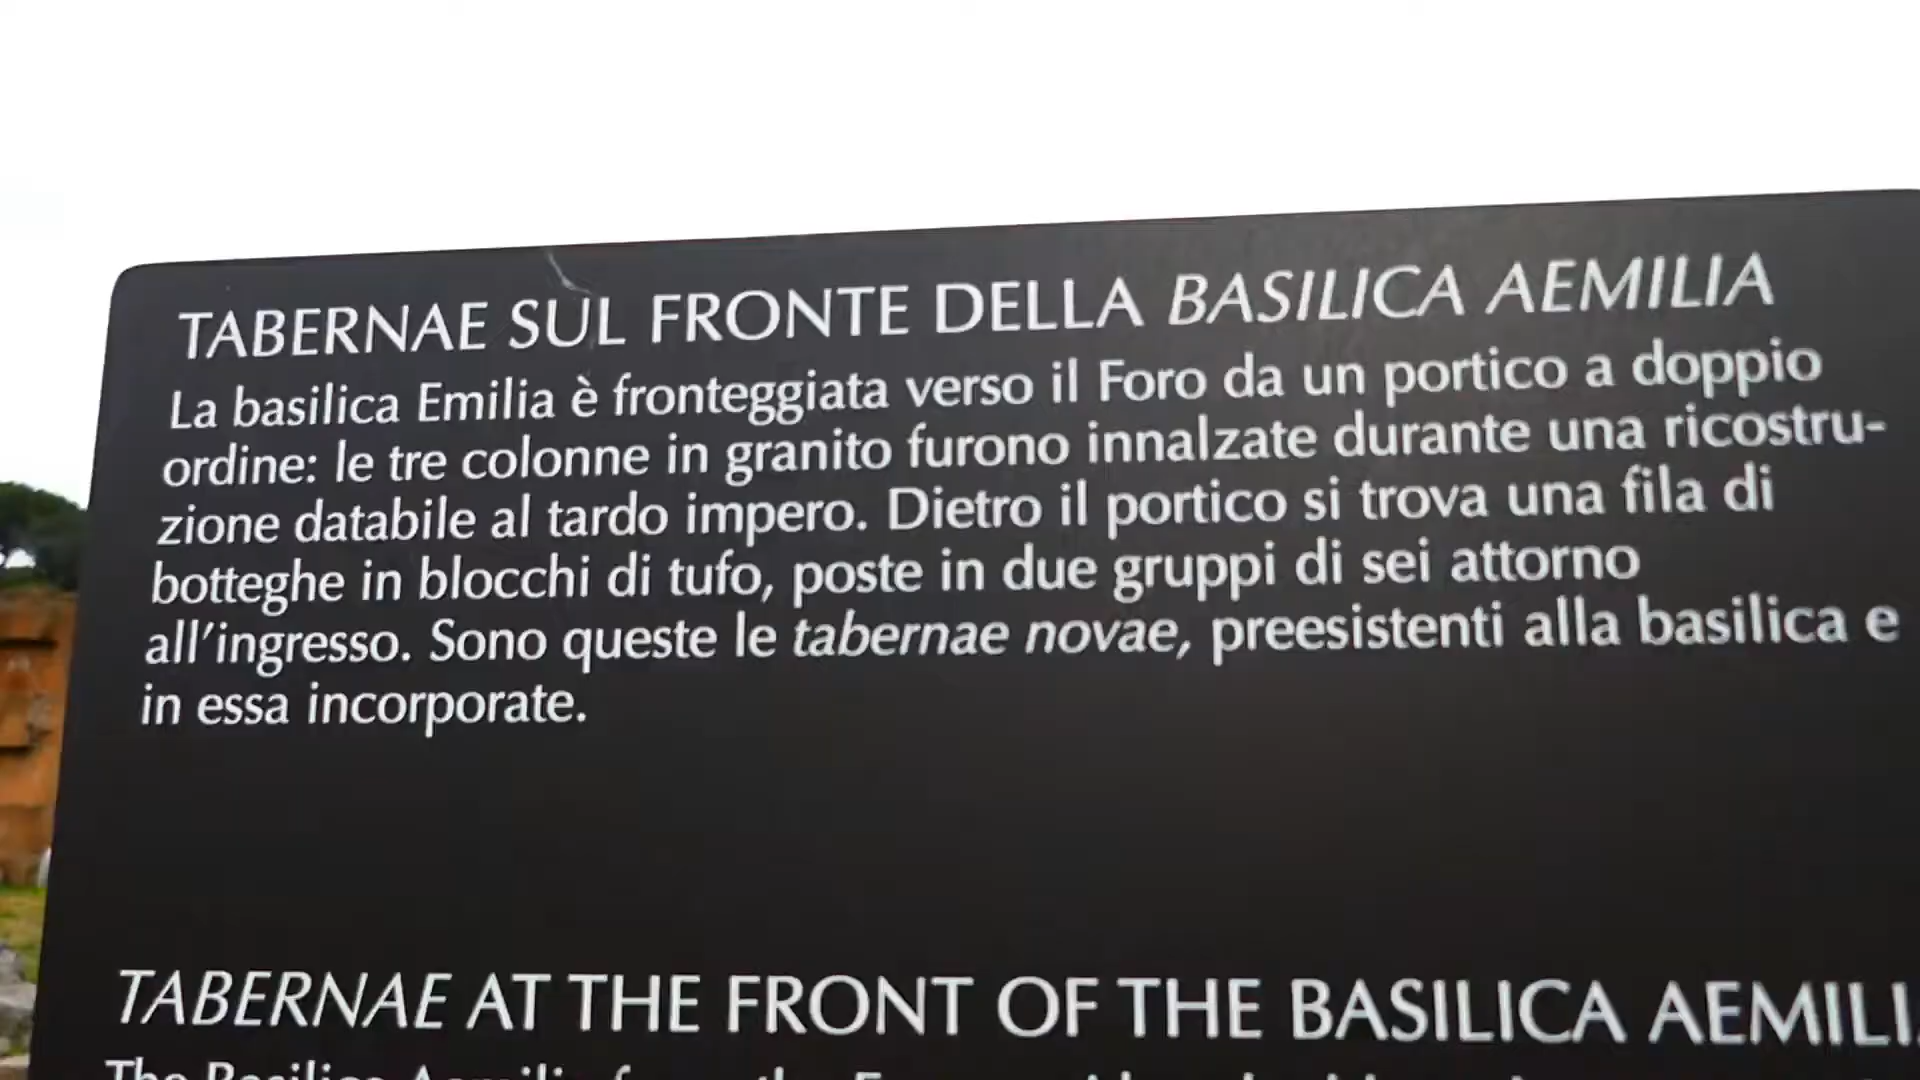 TABERNAE SUL FRONTE DELLA BASILICA AEMILIA
La basilica Emilia è fronteggiata verso il Foro da un portico a doppio
ordine: le tre colonne in granito furono innalzate durante una ricostru-
zione databile al tardo impero. Dietro il portico si trova una fila di
botteghe in blocchi di tufo, poste in due gruppi di sei attorno
all'ingresso. Sono queste le tabernae novae, preesistenti alla basilica e
in essa incorporate.
TABERNAE AT THE FRONT OF THE BASILICA AEMILI
The Basilica